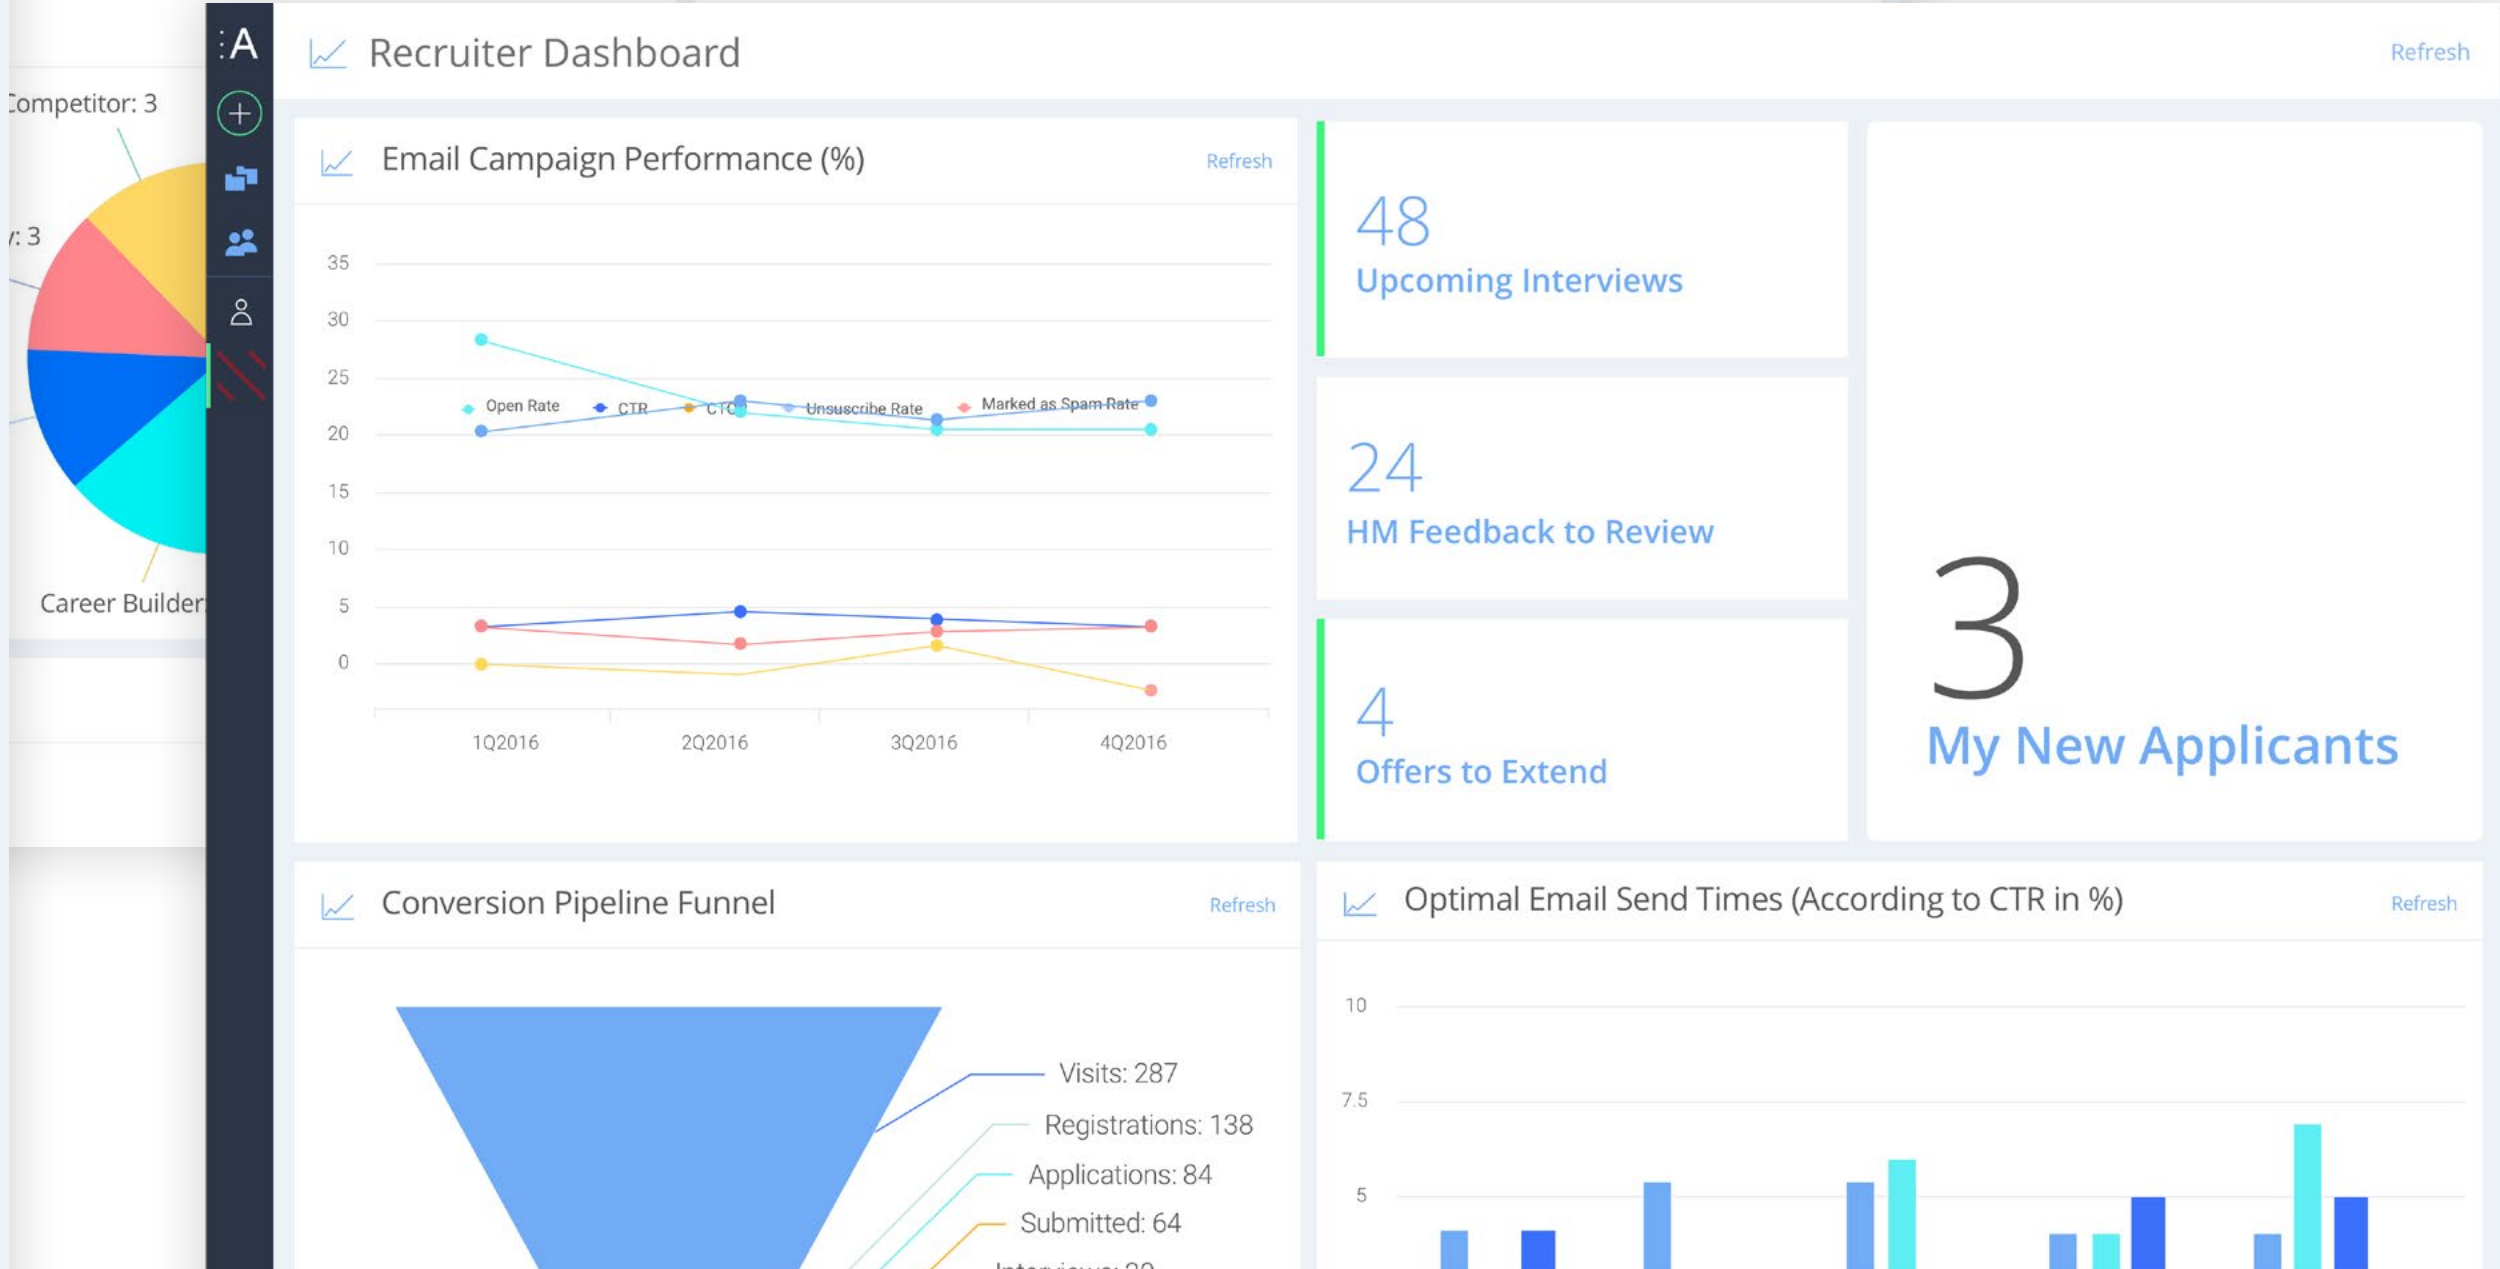 Competitor: 3
: 3
Career Builder
A
Recruiter Dashboard
Refresh
Email Campaign Performance (%)
Refresh
35
30
25
20
15
10
5
0
Open Rate
CTR
Unsuscribe Rate
Marked as Spam Rate
1Q2016
2Q2016
3Q2016
4Q2016
48
Upcoming Interviews
24
HM Feedback to Review
4
Offers to Extend
3
My New Applicants
Conversion Pipeline Funnel
Refresh
Visits: 287
Registrations: 138
Applications: 84
Submitted: 64
Optimal Email Send Times (According to CTR in %)
Refresh
10
7.5
5